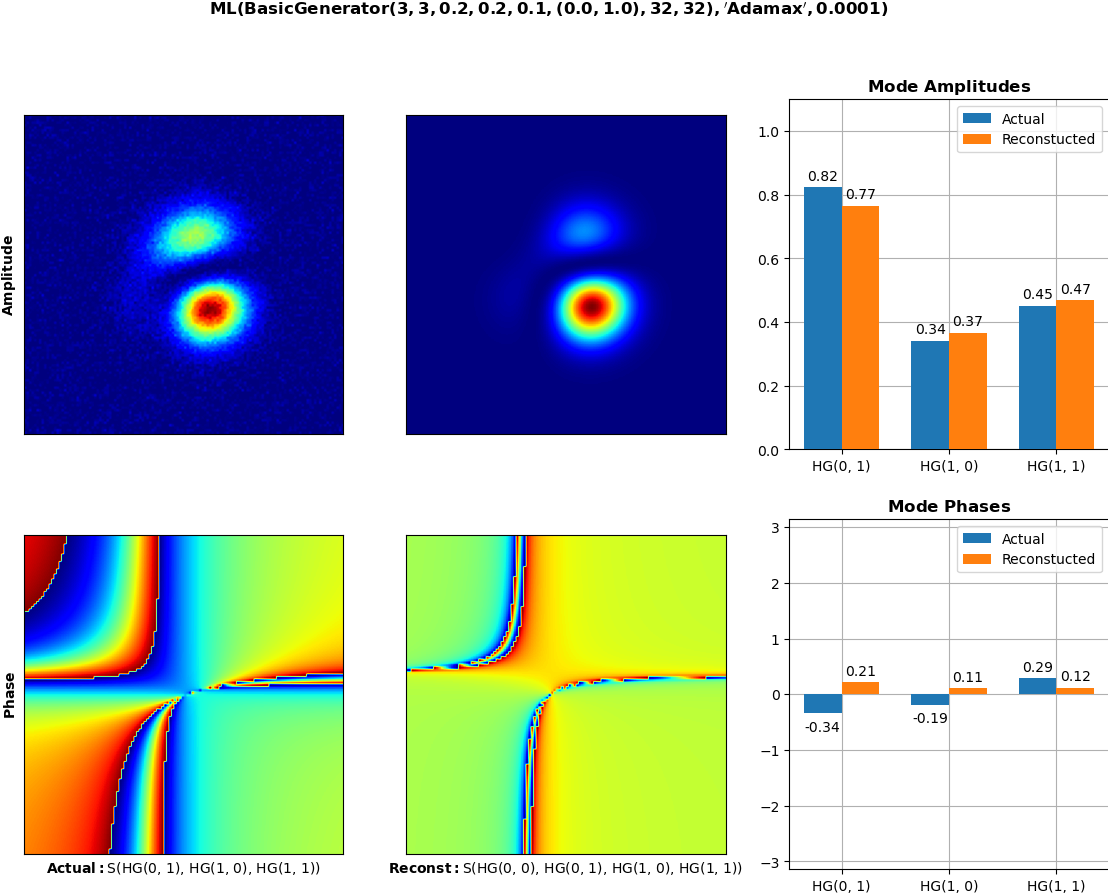 ML(BasicGenerator(3, 3, 0.2, 0.2, 0.1, (0.0, 1.0), 32, 32), 'Adamax', 0.0001)
Amplitude
Mode Amplitudes
Actual
Reconstucted
1.0
0.8
0.6
0.4
0.2
0.0
0.82
0.77
0.34
0.37
0.45
0.47
HG(0, 1)
HG(1, 0)
HG(1, 1)
Phase
Actual: S(HG(0, 1), HG(1, 0), HG(1, 1))
Reconst: S(HG(0, 0), HG(0, 1), HG(1, 0), HG(1, 1))
Mode Phases
Actual
Reconstucted
3
2
1
0
−1
−2
−3
-0.34
0.21
-0.19
0.11
0.29
0.12
HG(0, 1)
HG(1, 0)
HG(1, 1)